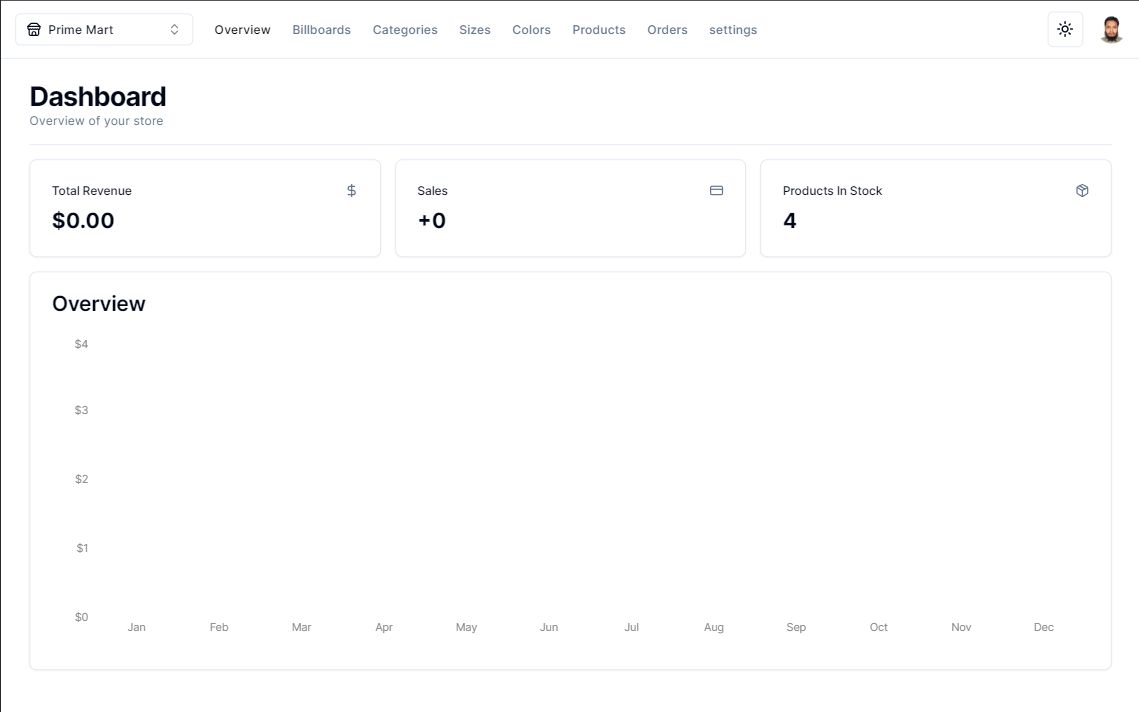 Prime Mart Overview Billboards Categories Sizes Colors Products Orders settings
Dashboard
Overview of your store
Total Revenue
$0.00
Sales
+0
Products In Stock
4
Overview
$4
$3
$2
$1
$0
Jan Feb Mar Apr May Jun Jul Aug Sep Oct Nov Dec